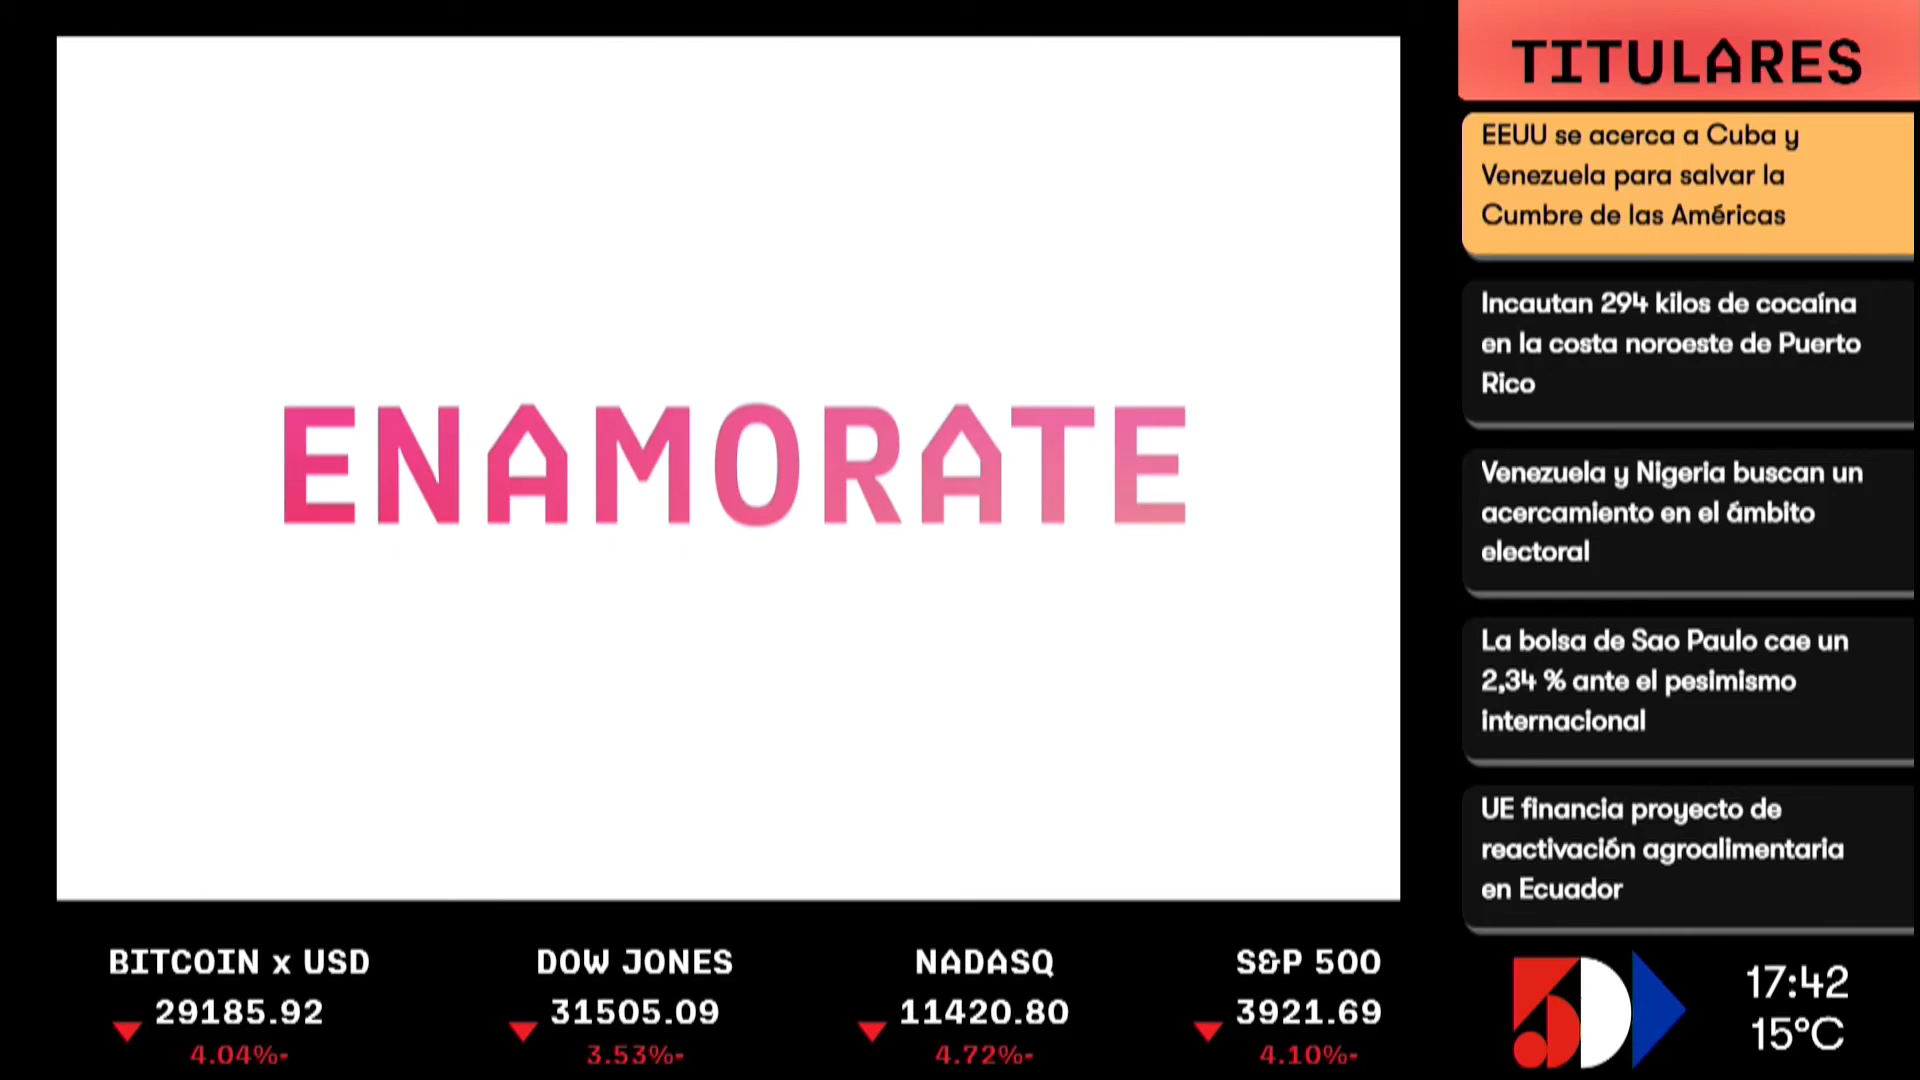 ENAMORATE
TITULARES
EEUU se acerca a Cuba y
Venezuela para salvar la
Cumbre de las Américas
Incautan 294 kilos de cocaína
en la costa noroeste de Puerto
Rico
Venezuela y Nigeria buscan un
acercamiento en el ámbito
electoral
La bolsa de Sao Paulo cae un
2,34 % ante el pesimismo
internacional
UE financia proyecto de
reactivación agroalimentaria
en Ecuador
BITCOIN x USD
29185.92
4.04%-
DOW JONES
31505.09
3.53%-
NADASQ
11420.80
4.72%-
S&P 500
3921.69
4.10%-
5D
17:42
15°C